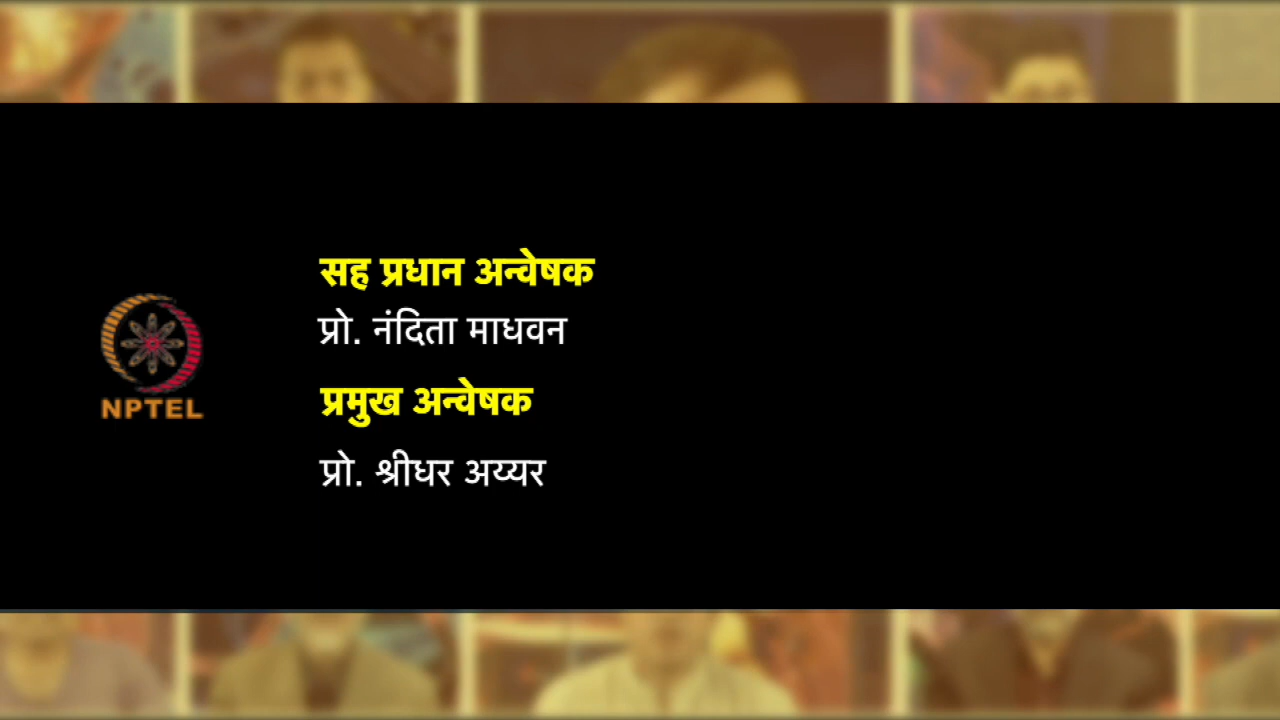 सह प्रधान अन्वेषक
प्रो. नंदिता माधवन
प्रमुख अन्वेषक
प्रो. श्रीधर अय्यर
NPTEL